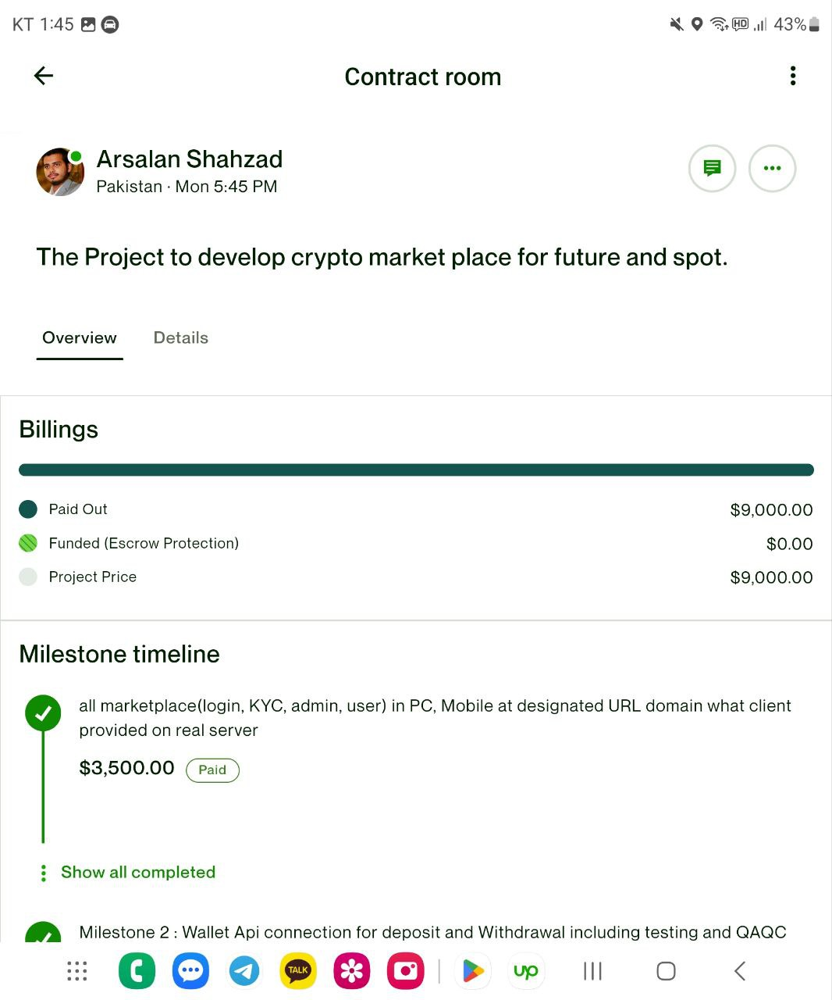 KT 1:45
HD 43%
Contract room
Arsalan Shahzad
Pakistan · Mon 5:45 PM
The Project to develop crypto market place for future and spot.
Overview Details
Billings
Paid Out $9,000.00
Funded (Escrow Protection) $0.00
Project Price $9,000.00
Milestone timeline
all marketplace(login, KYC, admin, user) in PC, Mobile at designated URL domain what client
provided on real server
$3,500.00 Paid
Show all completed
Milestone 2 : Wallet Api connection for deposit and Withdrawal including testing and QAQC
TALK up